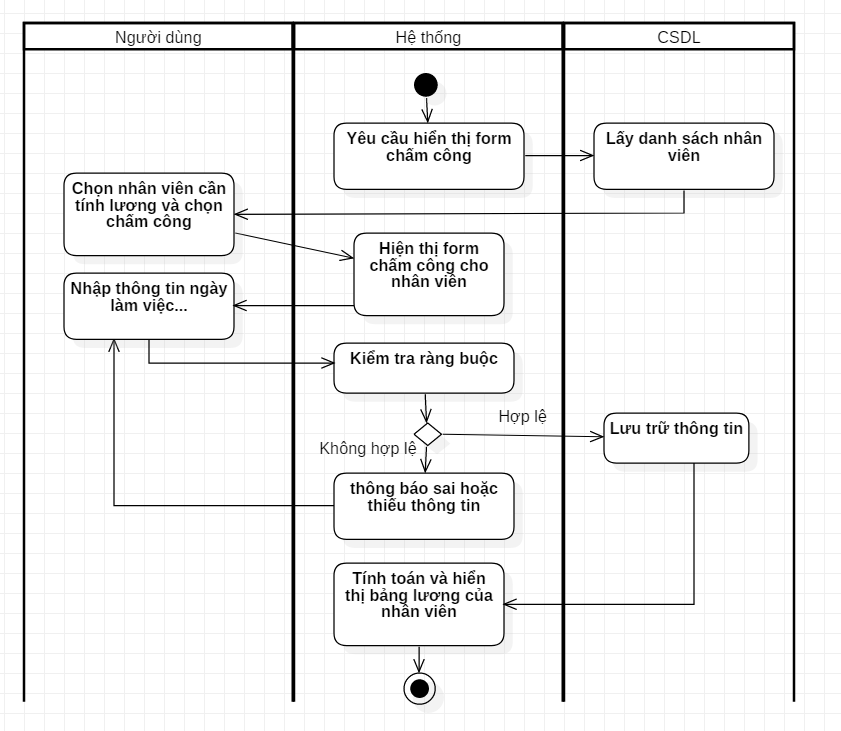 Người dùng
Hệ thống
CSDL
Yêu cầu hiển thị form
chấm công
Lấy danh sách nhân
viên
Chọn nhân viên cần
tính lương và chọn
chấm công
Hiện thị form
chấm công cho
nhân viên
Nhập thông tin ngày
làm việc...
Kiểm tra ràng buộc
Hợp lệ
Lưu trữ thông tin
Không hợp lệ
thông báo sai hoặc
thiếu thông tin
Tính toán và hiển
thị bảng lương của
nhân viên